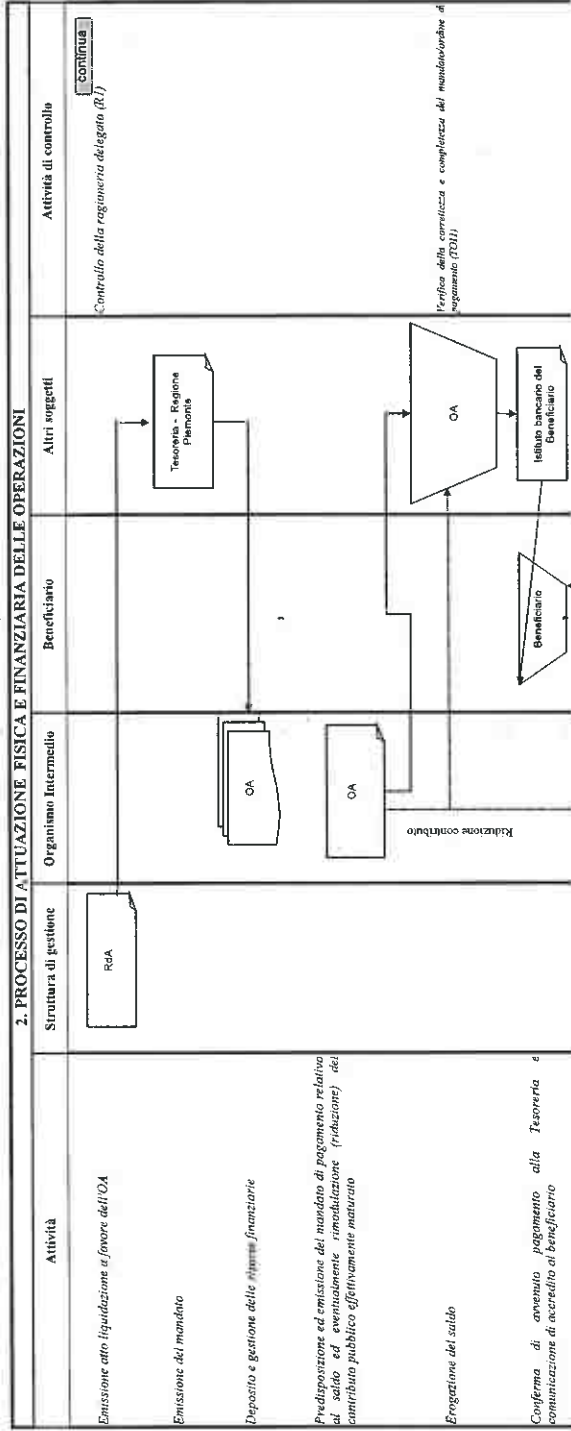 2. PROCESSO DI ATTUAZIONE FISICA E FINANZIARIA DELLE OPERAZIONI
Attività
Struttura di gestione
Organismo Intermedio
Beneficiario
Altri soggetti
Attività di controllo
continua
Emissione atto liquidazione a favore dell'OA
RdA
Controllo della ragioneria delegato (R1)
Emissione del mandato
Tesoreria - Regione
Piemonte
Deposito e gestione delle risorse finanziarie
OA
Predisposizione ed emissione del mandato di pagamento relativo
al saldo ed eventualmente rimodulazione (riduzione) del
contributo pubblico effettivamente maturato
OA
Riduzione contributo
Erogazione del saldo
OA
Verifica della correttezza e completezza del mandato/ordine di
pagamento (TO11)
Conferma di avvenuto pagamento alla Tesoreria e
comunicazione di accredito al beneficiario
Beneficiario
Istituto bancario del
Beneficiario